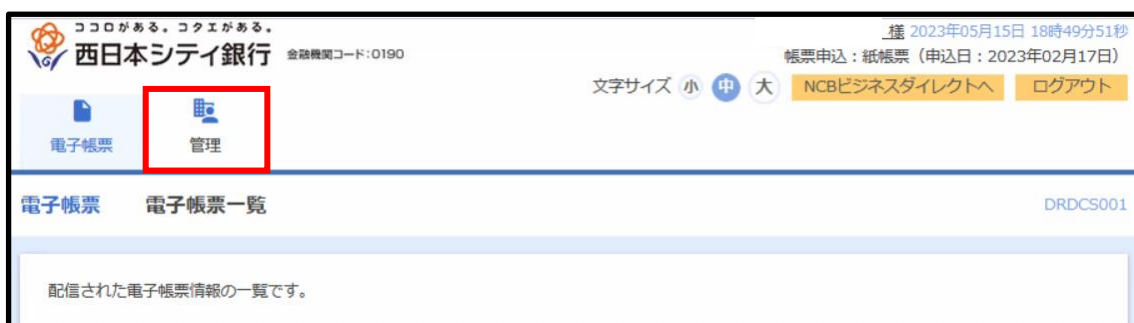 ココロがある。コタエがある。
西日本シティ銀行 金融機関コード:0190
様 2023年05月15日 18時49分51秒
帳票申込:紙帳票(申込日:2023年02月17日)
文字サイズ 小 中 大 NCBビジネスダイレクトへ ログアウト
電子帳票 管理
電子帳票 電子帳票一覧 DRDCS001
配信された電子帳票情報の一覧です。